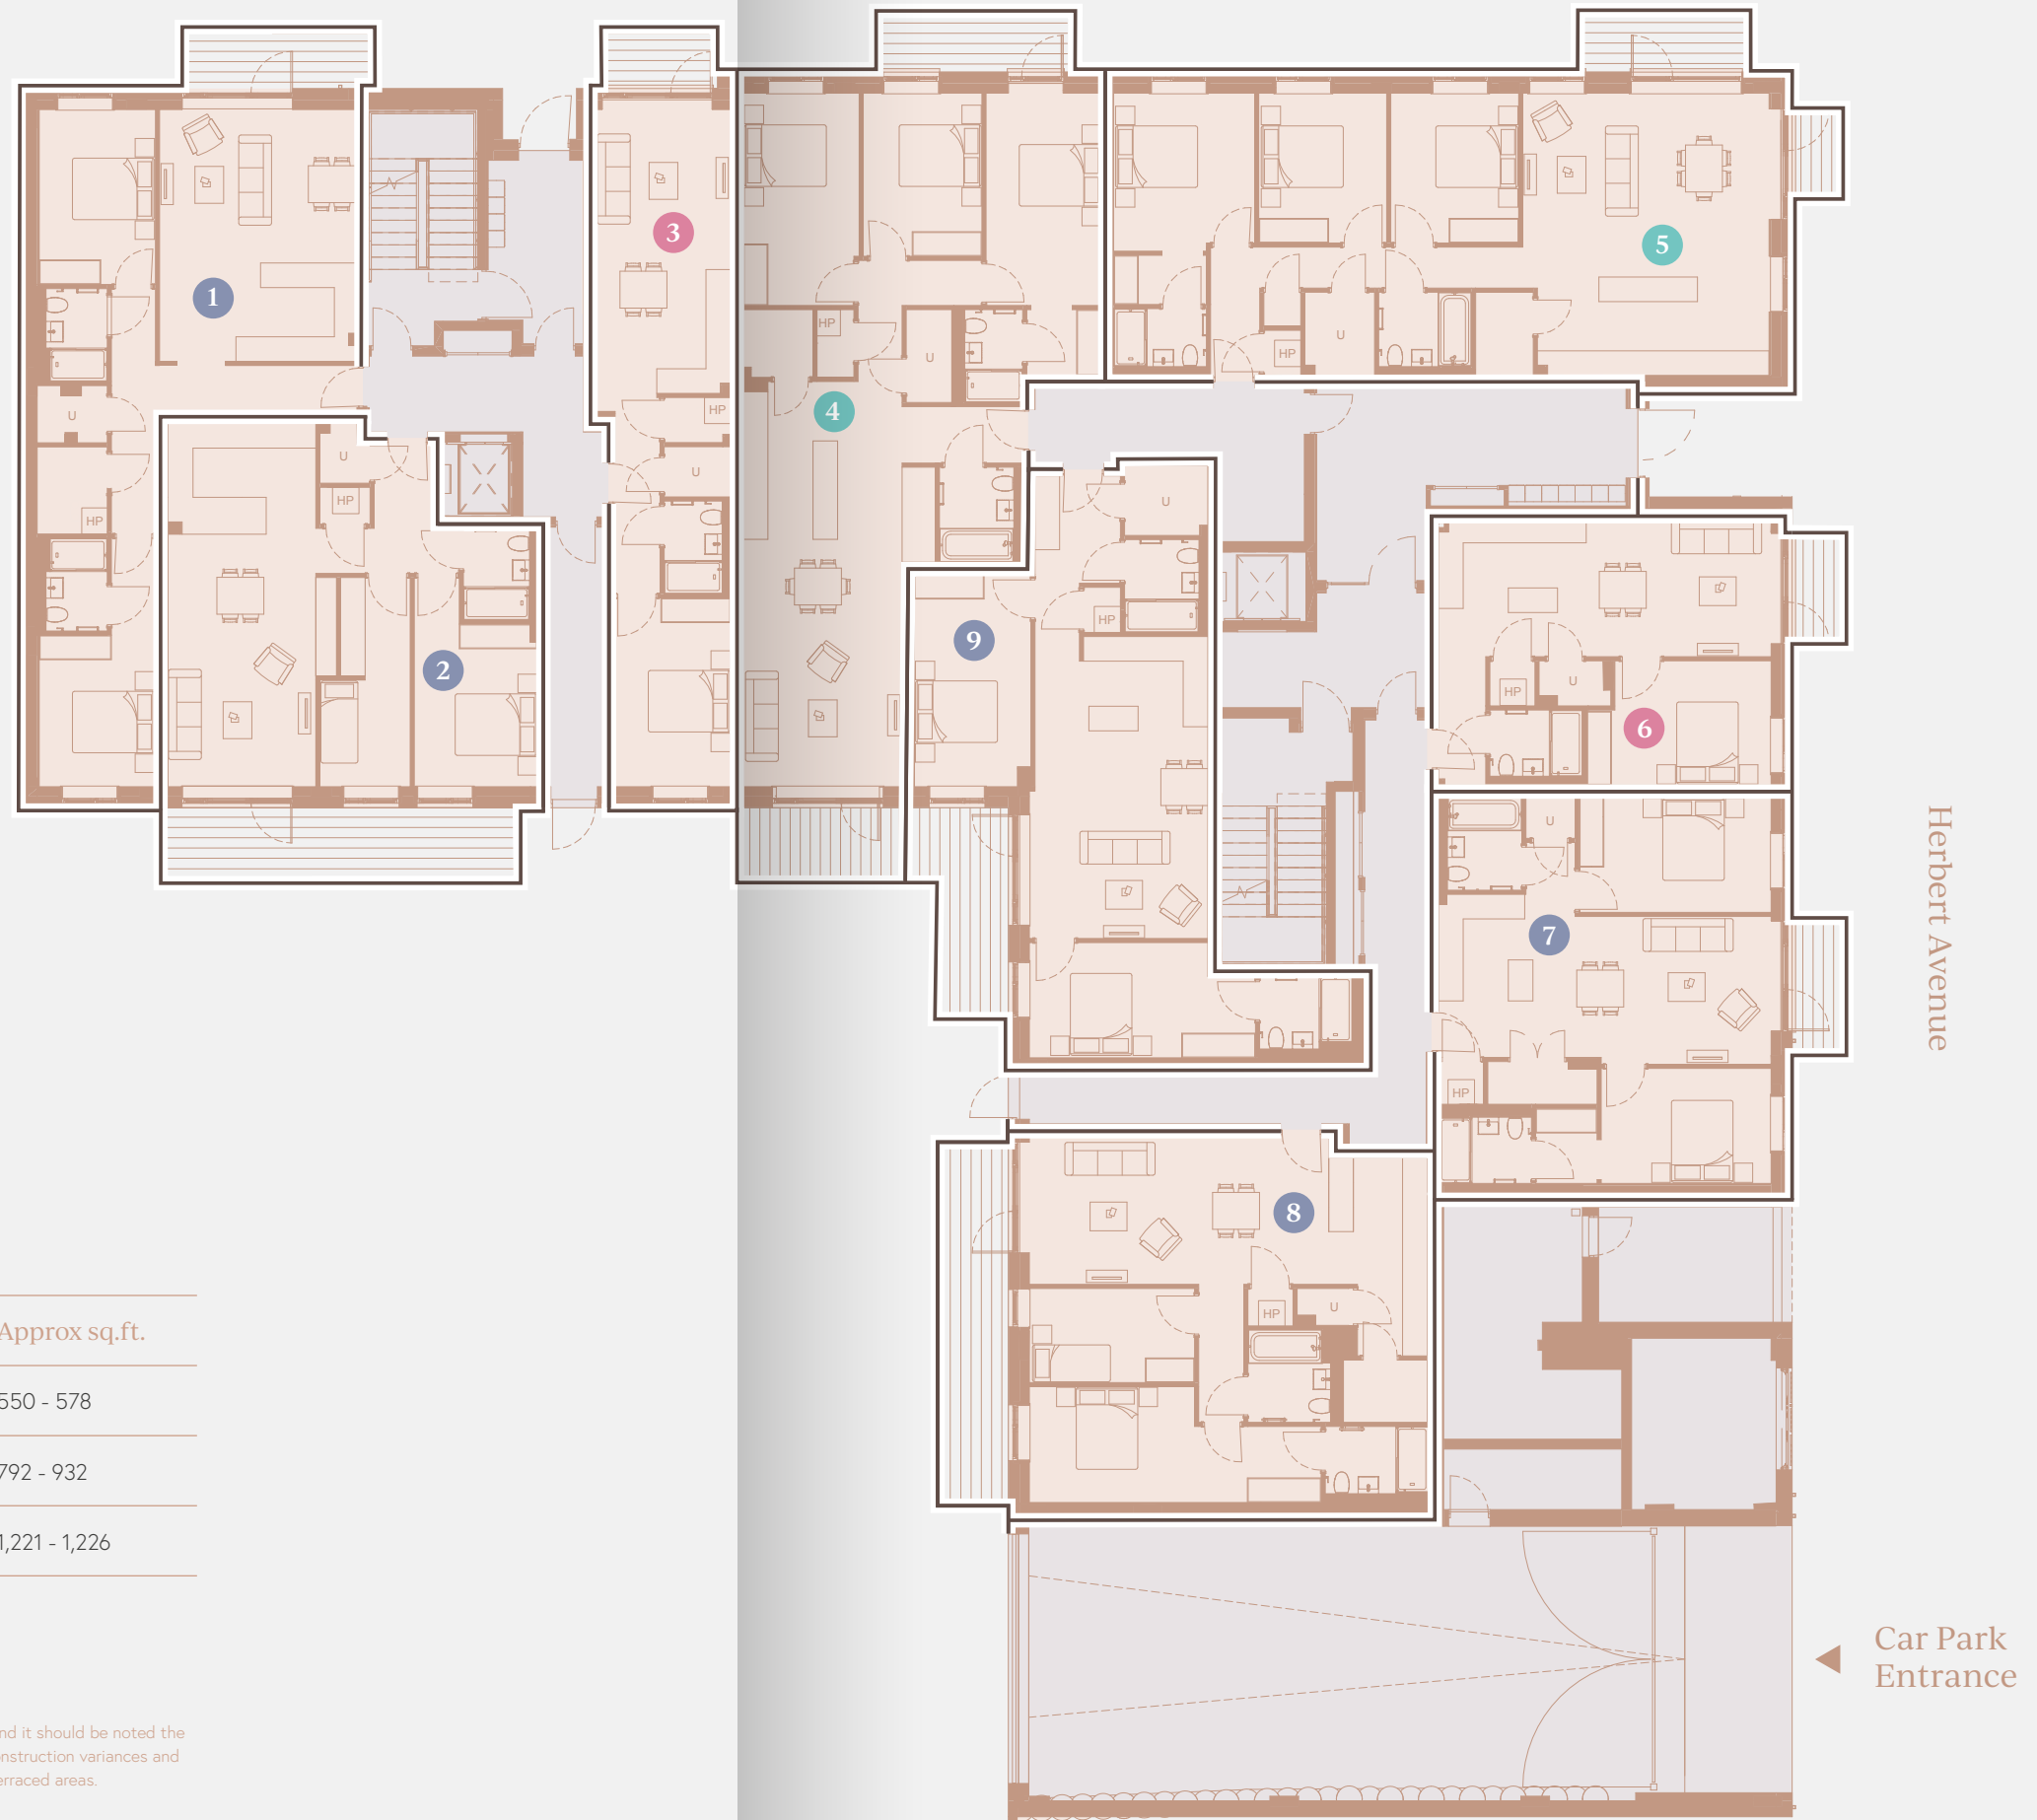 1
2
3
4
5
6
7
8
9
U
HP
U
HP
HP
U
HP
U
U
HP
U
HP
U
HP
U
U
HP
HP
U
Herbert Avenue
Approx sq.ft.
550 - 578
792 - 932
1,221 - 1,226
nd it should be noted the
onstruction variances and
erraced areas.
Car Park
Entrance